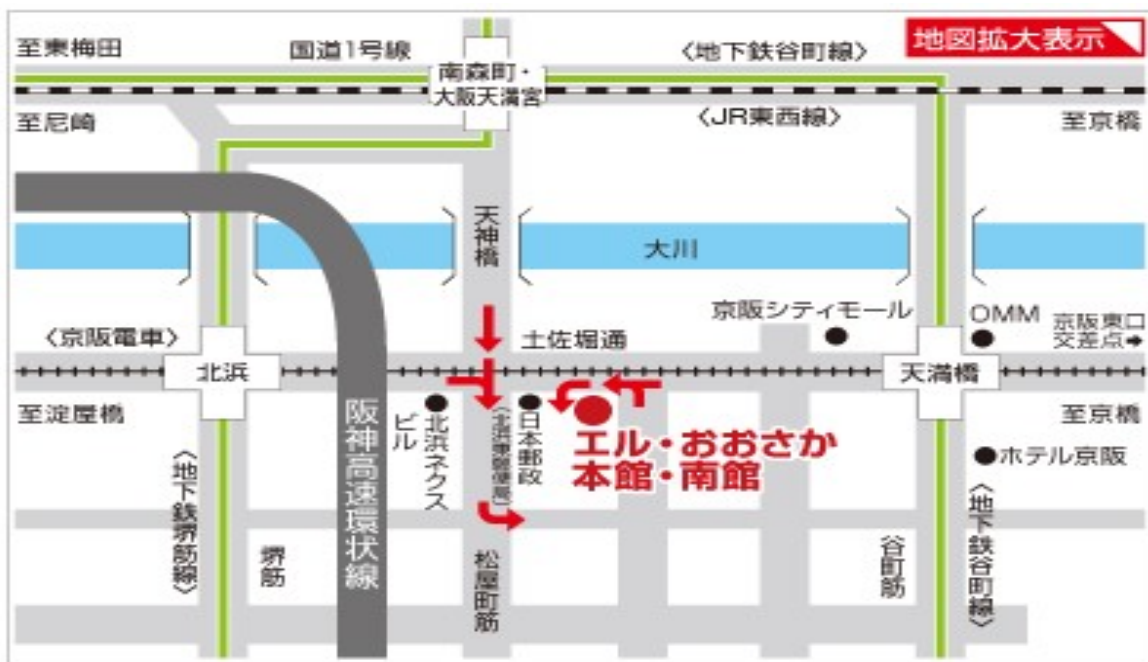 地図拡大表示
至東梅田
国道1号線
〈地下鉄谷町線〉
南森町・
大阪天満宮
至尼崎
〈JR東西線〉
至京橋
天神橋
大川
京阪シティモール
OMM
京阪東口
交差点➡
〈京阪電車〉
土佐堀通
北浜
天満橋
至淀屋橋
至京橋
阪神高速環状線
北浜ネクス
ビル
(北浜東郵便局)
日本郵政
エル・おおさか
本館・南館
ホテル京阪
〈地下鉄堺筋線〉
堺筋
松屋町筋
谷町筋
〈地下鉄谷町線〉